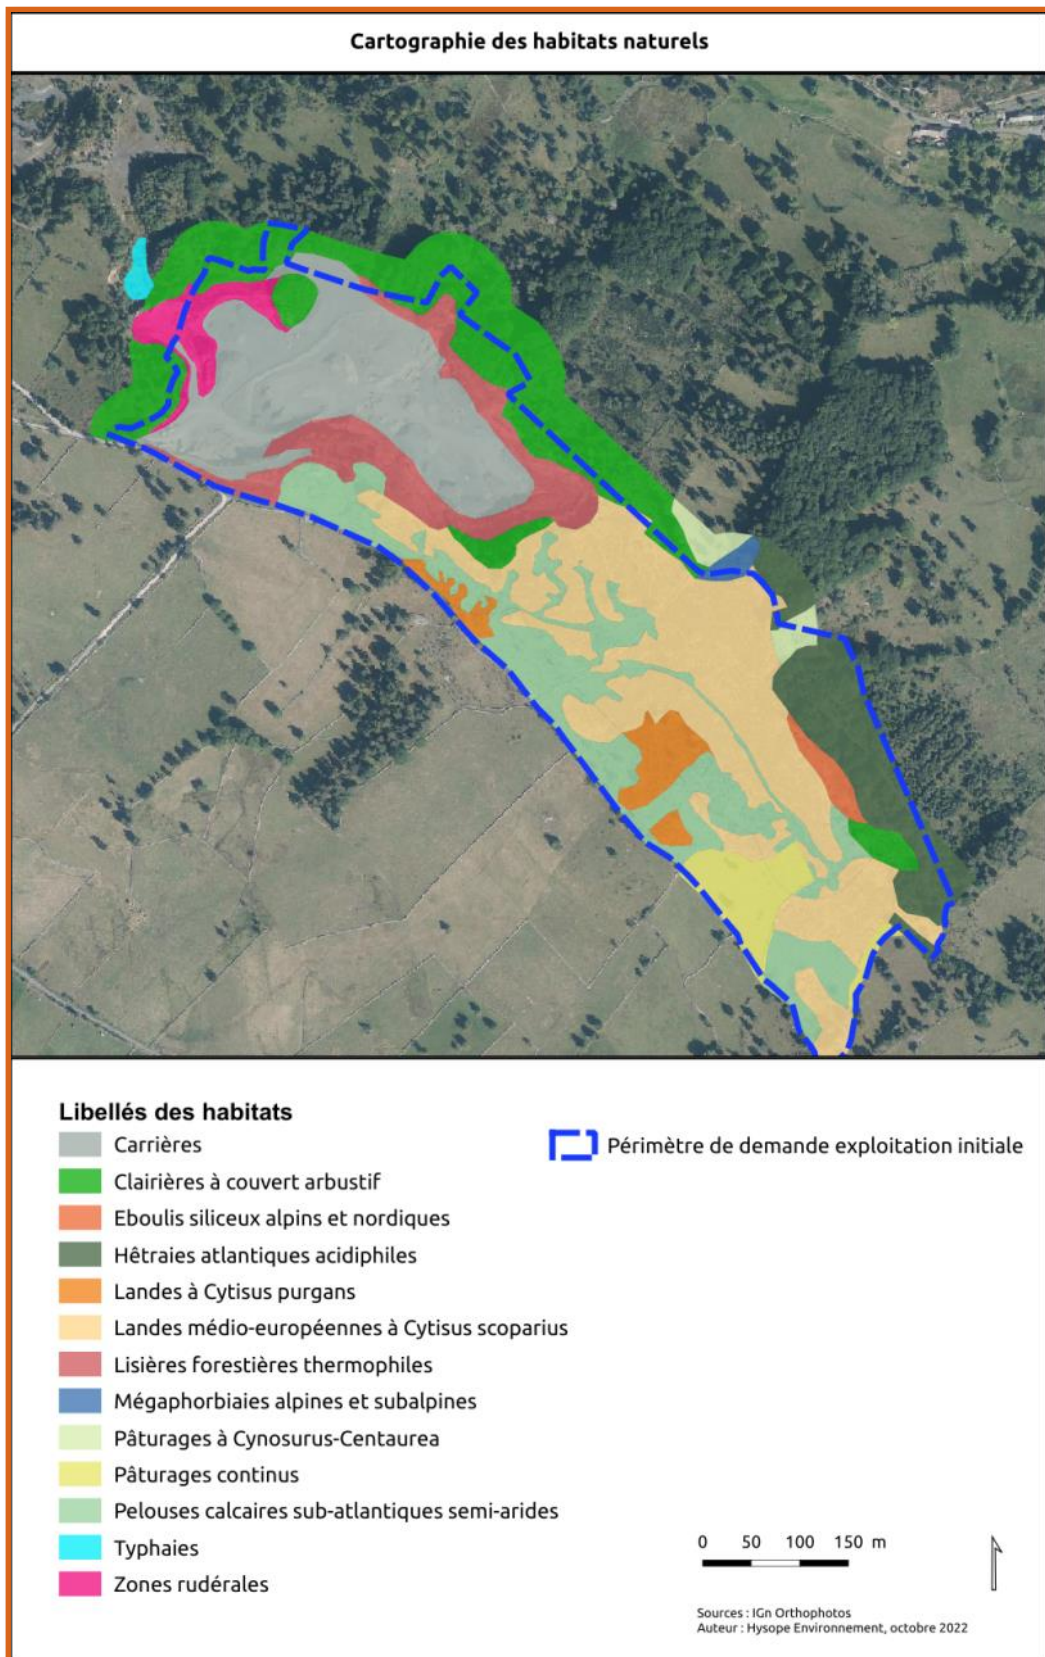 Cartographie des habitats naturels
Libellés des habitats
Carrières
Périmètre de demande exploitation initiale
Clairières à couvert arbustif
Eboulis siliceux alpins et nordiques
Hêtraies atlantiques acidiphiles
Landes à Cytisus purgans
Landes médio-européennes à Cytisus scoparius
Lisières forestières thermophiles
Mégaphorbiaies alpines et subalpines
Pâturages à Cynosurus-Centaurea
Pâturages continus
Pelouses calcaires sub-atlantiques semi-arides
Typhaies
Zones rudérales
0 50 100 150 m
Sources : IGn Orthophotos
Auteur : Hysope Environnement, octobre 2022